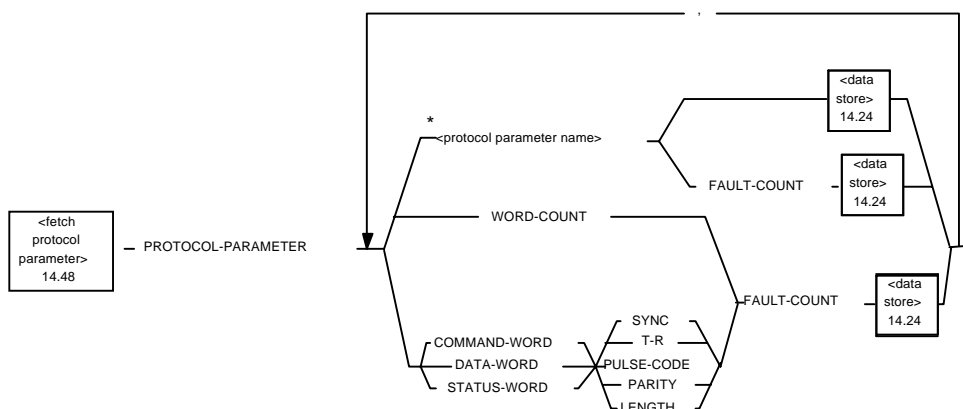 ,
<data
store>
14.24
*
<protocol parameter name>
FAULT-COUNT
<data
store>
14.24
<fetch
protocol
parameter>
14.48
PROTOCOL-PARAMETER
WORD-COUNT
FAULT-COUNT
<data
store>
14.24
COMMAND-WORD
DATA-WORD
STATUS-WORD
SYNC
T-R
PULSE-CODE
PARITY
LENGTH